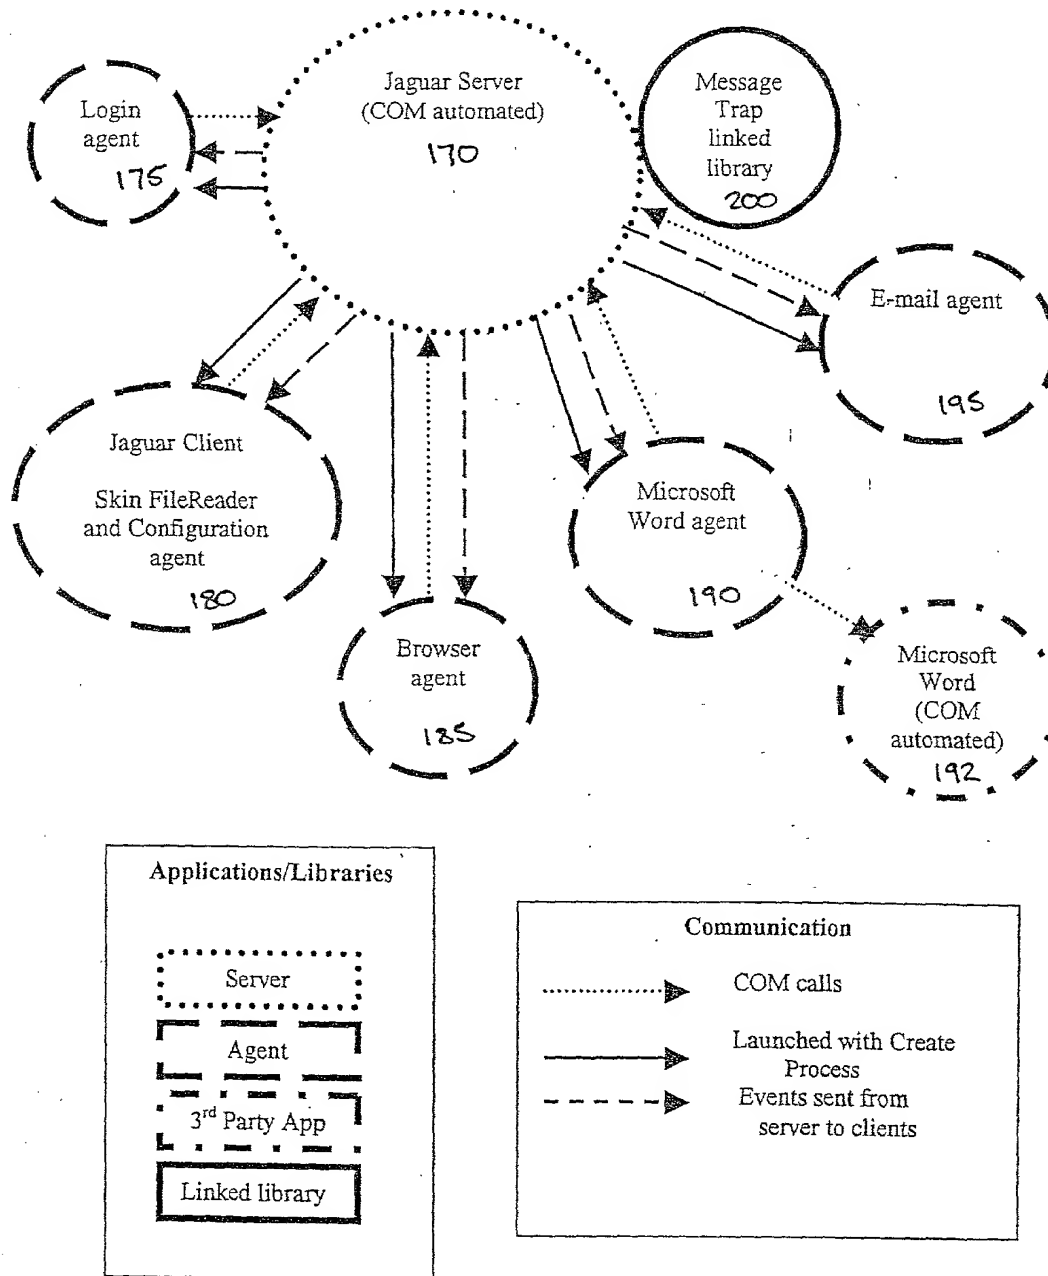 Jaguar Server
(COM automated)
170
Login
agent
175
Message
Trap
linked
library
200
E-mail agent
195
Jaguar Client
Skin FileReader
and Configuration
agent
180
Microsoft
Word agent
190
Browser
agent
185
Microsoft
Word
(COM
automated)
192
Applications/Libraries
Server
Agent
3rd Party App
Linked library
Communication
COM calls
Launched with Create
Process
Events sent from
server to clients